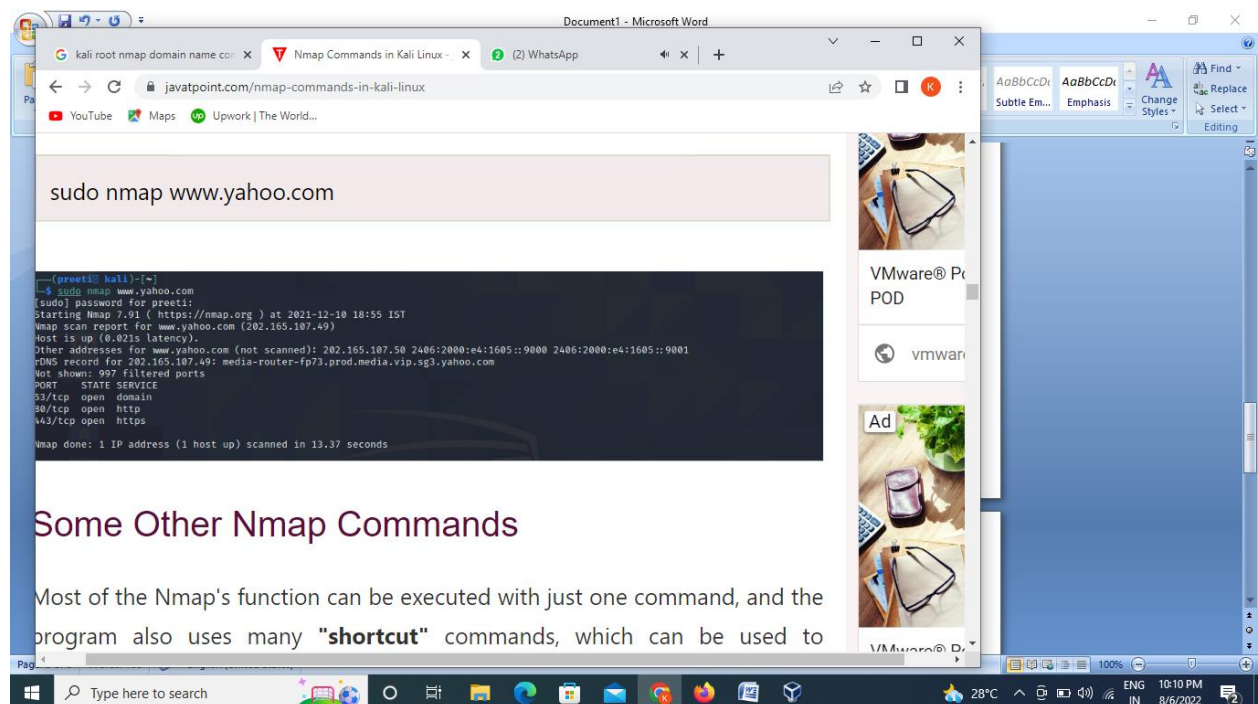 Document1 - Microsoft Word
kali root nmap domain name con
Nmap Commands in Kali Linux -
(2) WhatsApp
javatpoint.com/nmap-commands-in-kali-linux
K
YouTube
Maps
Upwork | The World...
AaBbCcDc
AaBbCcDc
Subtle Em...
Emphasis
Change
Styles
Find
Replace
Select
Editing
sudo nmap www.yahoo.com
(preeti kali)-[~]
$ sudo nmap www.yahoo.com
[sudo] password for preeti:
Starting Nmap 7.91 ( https://nmap.org ) at 2021-12-10 18:55 IST
Nmap scan report for www.yahoo.com (202.165.107.49)
Host is up (0.021s latency).
Other addresses for www.yahoo.com (not scanned): 202.165.107.50 2406:2000:e4:1605::9000 2406:2000:e4:1605::9001
rDNS record for 202.165.107.49: media-router-fp73.prod.media.vip.sg3.yahoo.com
Not shown: 997 filtered ports
PORT STATE SERVICE
53/tcp open domain
80/tcp open http
443/tcp open https
Nmap done: 1 IP address (1 host up) scanned in 13.37 seconds
VMware® Po
POD
vmwar
Ad
Some Other Nmap Commands
Most of the Nmap's function can be executed with just one command, and the
program also uses many "shortcut" commands, which can be used to
100%
Type here to search
28°C
ENG
IN
10:10 PM
8/6/2022
2